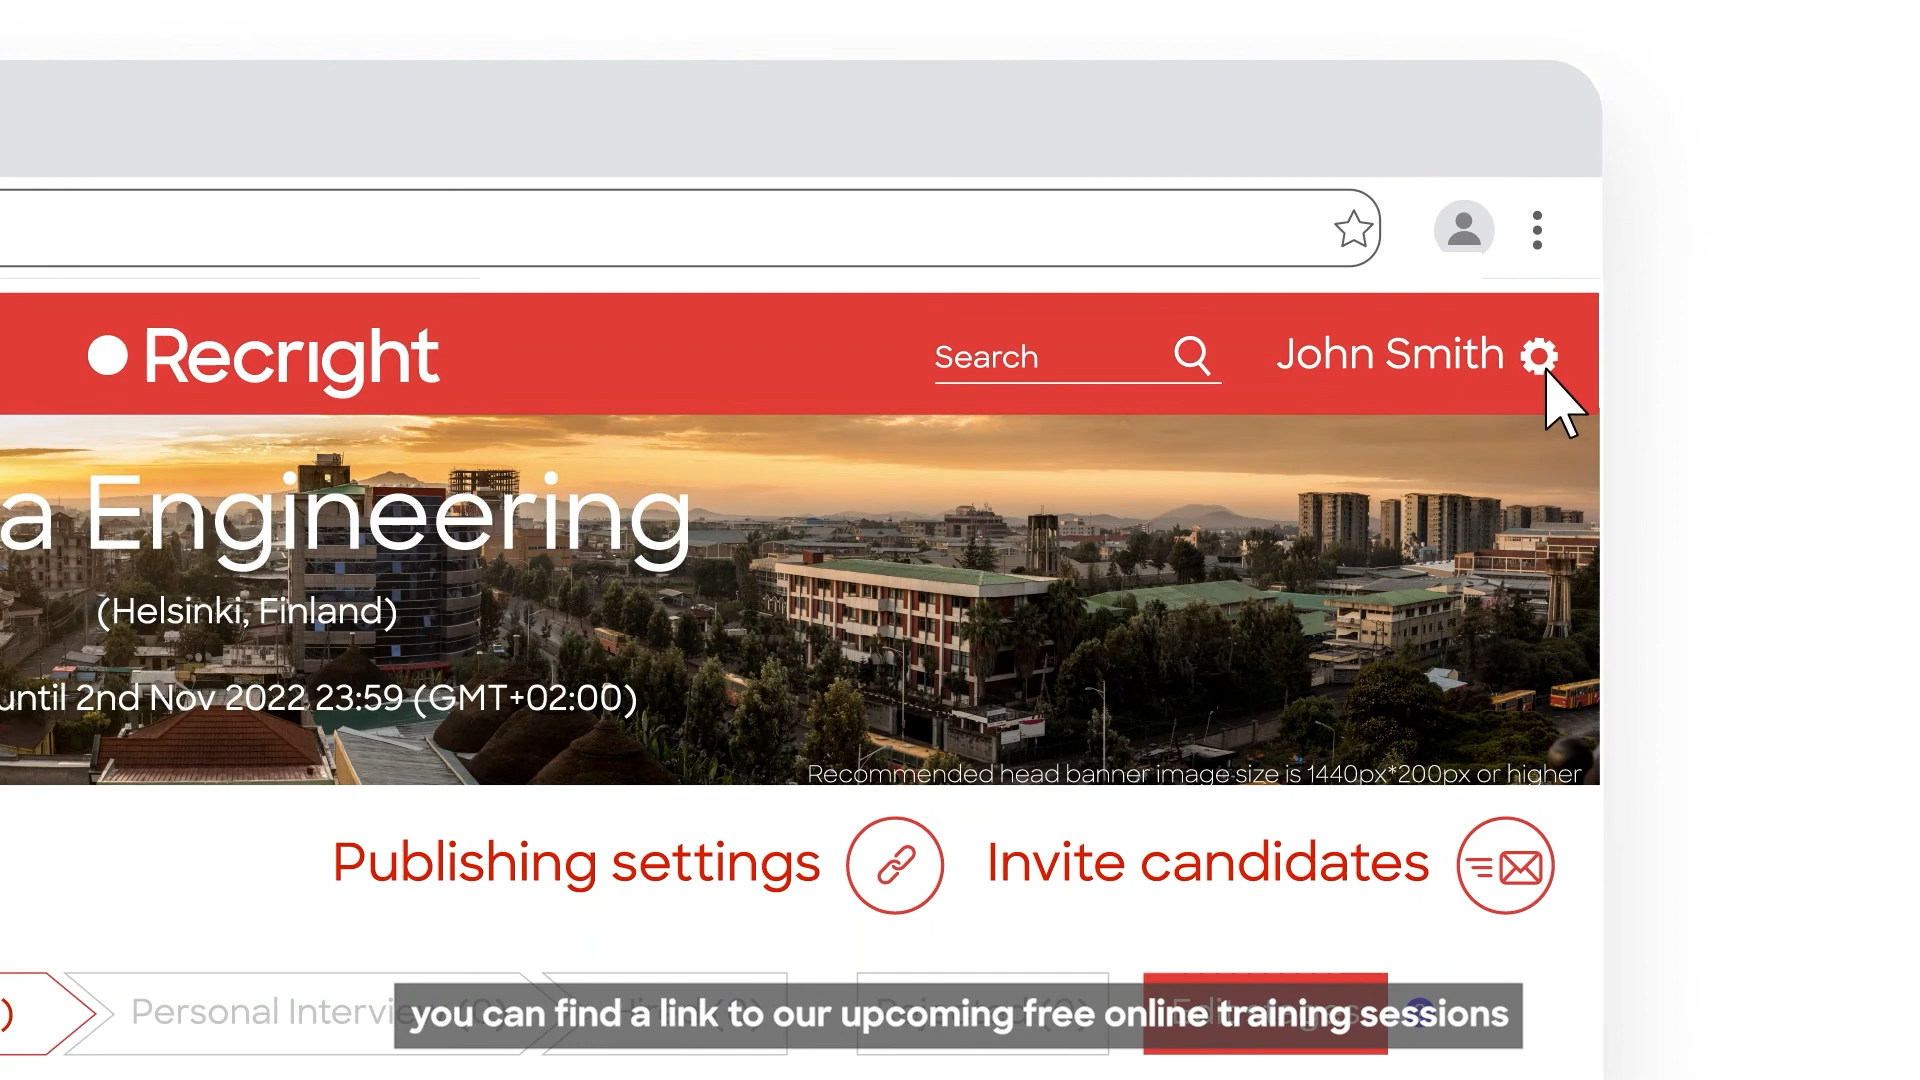 Recright
Search
John Smith
a Engineering
(Helsinki, Finland)
until 2nd Nov 2022 23:59 (GMT+02:00)
Recommended head banner image size is 1440px*200px or higher
Publishing settings
Invite candidates
)
Personal Intervie
you can find a link to our upcoming free online training sessions